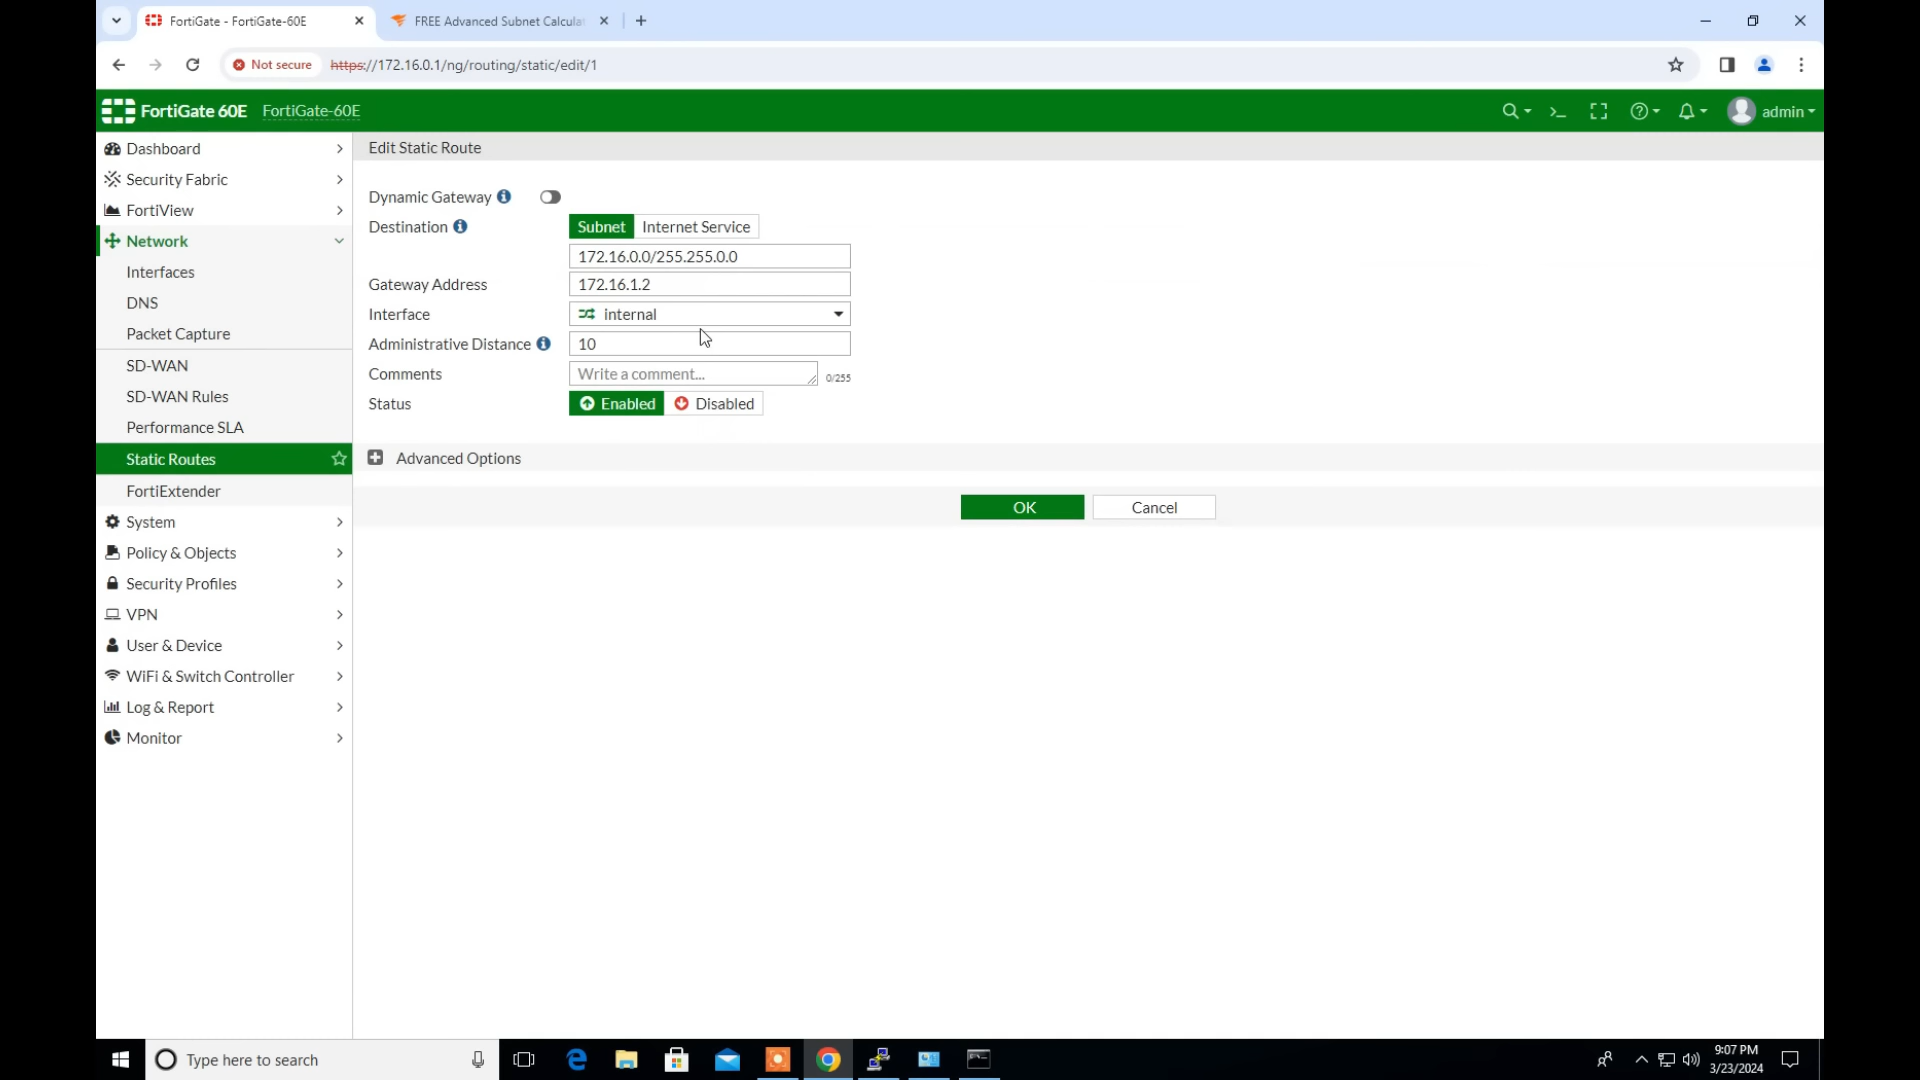 FortiGate - FortiGate-60E
FREE Advanced Subnet Calcula
Not secure
https://172.16.0.1/ng/routing/static/edit/1
FortiGate 60E FortiGate-60E
admin
Dashboard
Security Fabric
FortiView
Network
Interfaces
DNS
Packet Capture
SD-WAN
SD-WAN Rules
Performance SLA
Static Routes
FortiExtender
System
Policy & Objects
Security Profiles
VPN
User & Device
WiFi & Switch Controller
Log & Report
Monitor
Edit Static Route
Dynamic Gateway
Destination Subnet Internet Service
172.16.0.0/255.255.0.0
Gateway Address 172.16.1.2
Interface internal
Administrative Distance 10
Comments Write a comment... 0/255
Status Enabled Disabled
Advanced Options
OK Cancel
Type here to search
9:07 PM
3/23/2024